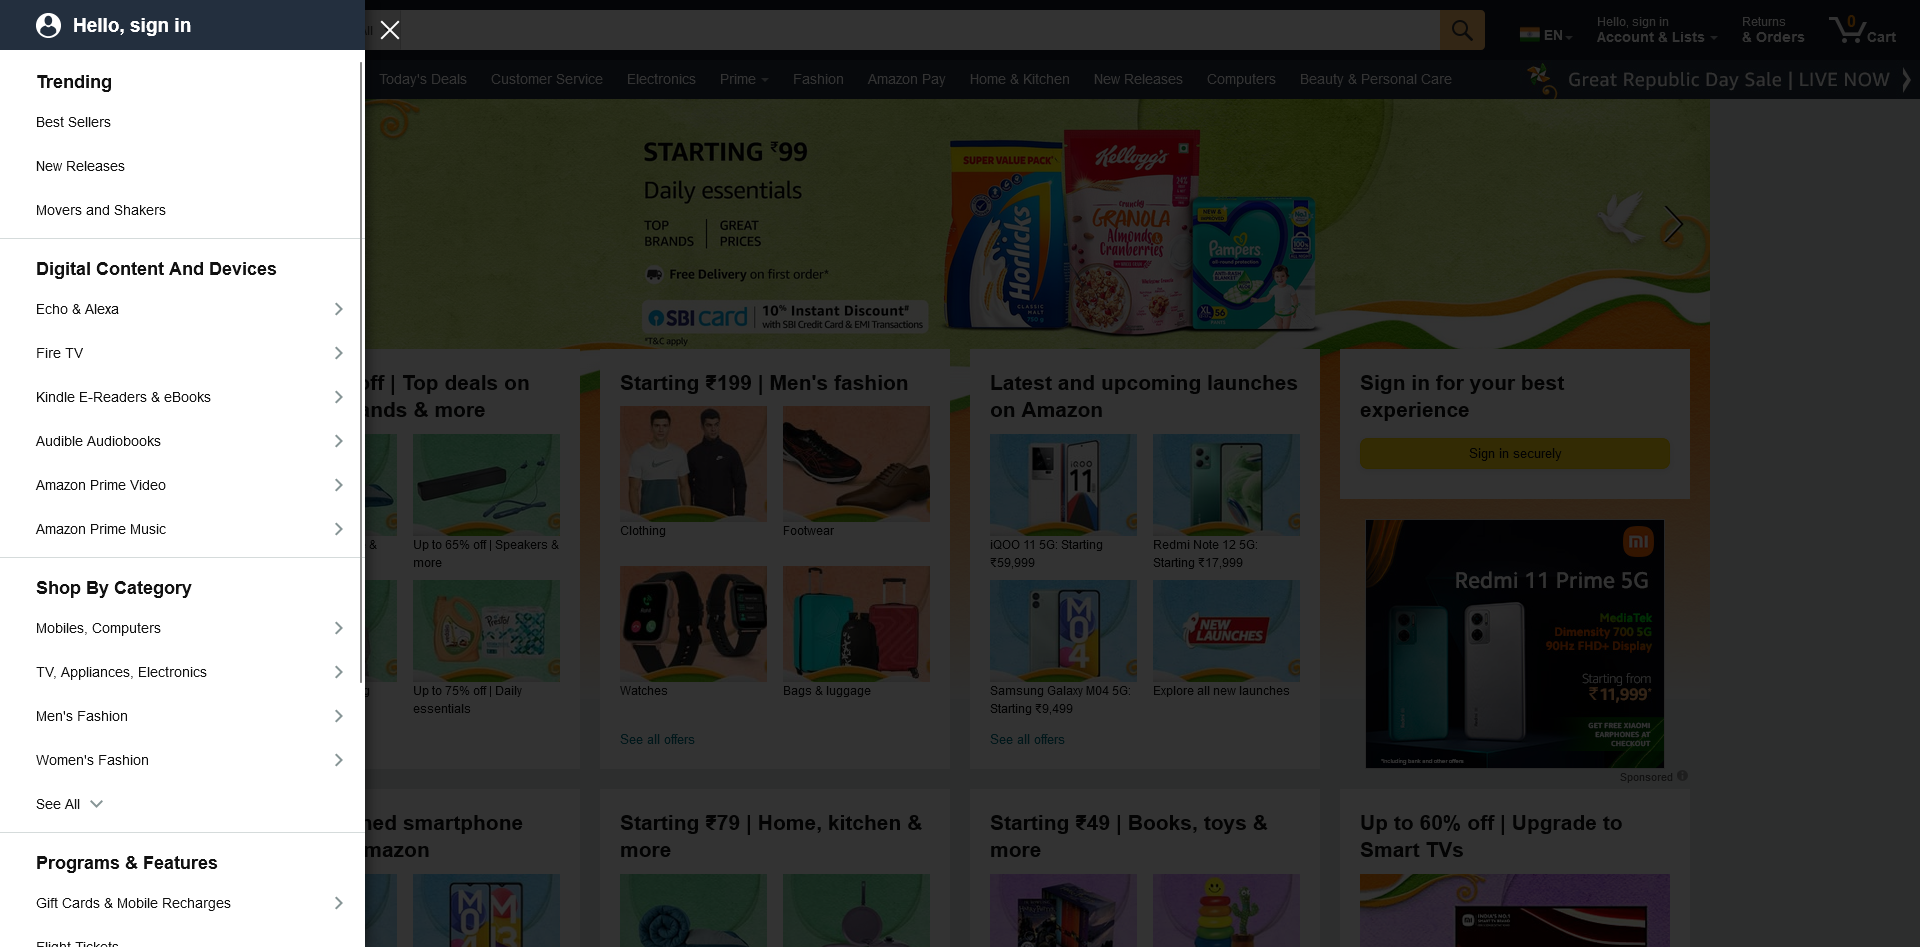 Hello, sign in
Trending
Best Sellers
New Releases
Movers and Shakers
Digital Content And Devices
Echo & Alexa
Fire TV
Kindle E-Readers & eBooks
Audible Audiobooks
Amazon Prime Video
Amazon Prime Music
Shop By Category
Mobiles, Computers
TV, Appliances, Electronics
Men's Fashion
Women's Fashion
See All
Programs & Features
Gift Cards & Mobile Recharges
Flight Tickets
EN
Hello, sign in
Account & Lists
Returns
& Orders
0
Cart
Today's Deals Customer Service Electronics Prime Fashion Amazon Pay Home & Kitchen New Releases Computers Beauty & Personal Care
Great Republic Day Sale | LIVE NOW
STARTING ₹99
Daily essentials
TOP BRANDS
GREAT PRICES
Free Delivery on first order*
SBI card
10% Instant Discount#
with SBI Credit Card & EMI Transactions
*T&C apply
SUPER VALUE PACK
Horlicks
CLASSIC
MALT
Kellogg's
CRUNCHY
GRANOLA
Almonds &
Cranberries
NEW &
Pampers
XL 56
off | Top deals on
&
Up to 65% off | Speakers &
more
Up to 75% off | Daily
essentials
Starting ₹199 | Men's fashion
Clothing
Footwear
Watches
Bags & luggage
See all offers
Latest and upcoming launches
on Amazon
iQOO
11
iQOO 11 5G: Starting
₹59,999
Redmi Note 12 5G:
Starting ₹17,999
M04
NEW
LAUNCHES
Samsung Galaxy M04 5G:
Starting ₹9,499
Explore all new launches
See all offers
Sign in for your best
experience
Sign in securely
mi
Redmi 11 Prime 5G
MediaTek
Dimensity 700 5G
90Hz FHD+ Display
Starting from
₹11,999*
GET FREE XIAOMI
EARPHONES AT
CHECKOUT
*Including bank and other offers
Sponsored
smartphone
Starting ₹79 | Home, kitchen &
more
Starting ₹49 | Books, toys &
more
Up to 60% off | Upgrade to
Smart TVs